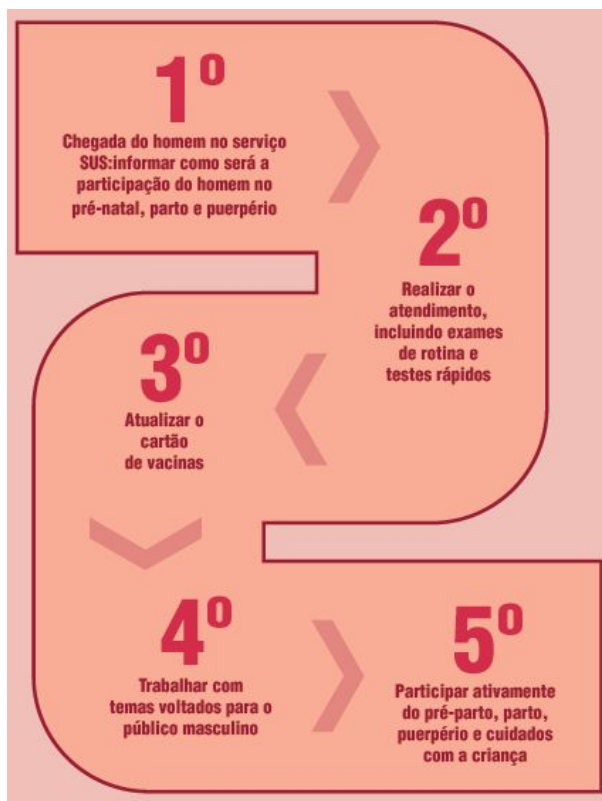 1º
Chegada do homem no serviço
SUS:informar como será a
participação do homem no
pré-natal, parto e puerpério
2º
Realizar o
atendimento,
incluindo exames
de rotina e
testes rápidos
3º
Atualizar o
cartão
de vacinas
4º
Trabalhar com
temas voltados para o
público masculino
5º
Participar ativamente
do pré-parto, parto,
puerpério e cuidados
com a criança